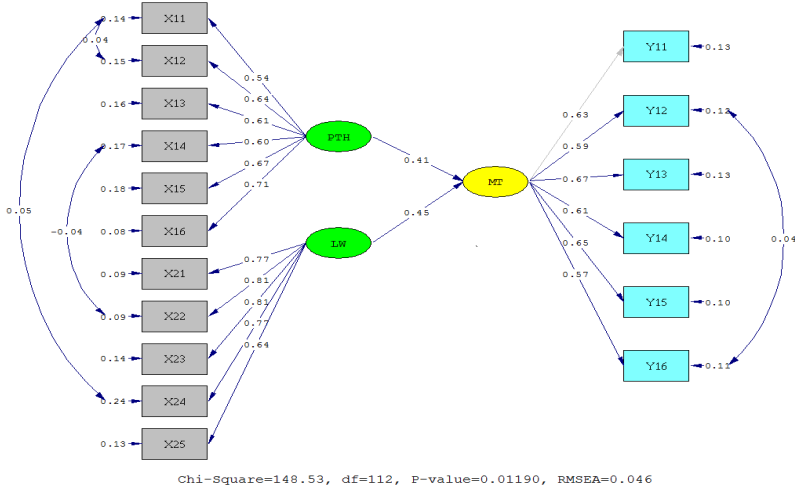 0.14 X11
0.04
0.15 X12
0.16 X13
0.17 X14
0.18 X15
0.08 X16
0.09 X21
0.09 X22
0.14 X23
0.24 X24
0.13 X25
0.05
-0.04
0.54
0.64
0.61
0.60
0.67
0.71
0.77
0.81
0.81
0.77
0.64
PTH
LW
0.41
0.45
MT
0.63
0.59
0.67
0.61
0.65
0.57
Y11 0.13
Y12 0.13
Y13 0.13
Y14 0.10
Y15 0.10
Y16 0.11
0.04
Chi-Square=148.53, df=112, P-value=0.01190, RMSEA=0.046